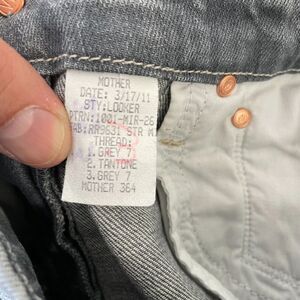 MOTHER
DATE: 3/17/11
STY:LOOKER
PTRN:1001-MIR-26
FAB:RR9631 STR M
THREAD:
1.GREY 7
2.TANTONE
3.GREY 7
MOTHER 364